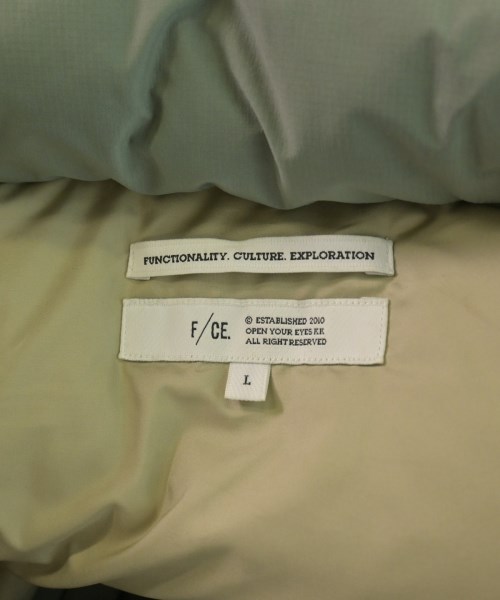 FUNCTIONALITY. CULTURE. EXPLORATION
F/CE.
© ESTABLISHED 2010
OPEN YOUR EYES KK
ALL RIGHT RESERVED
L